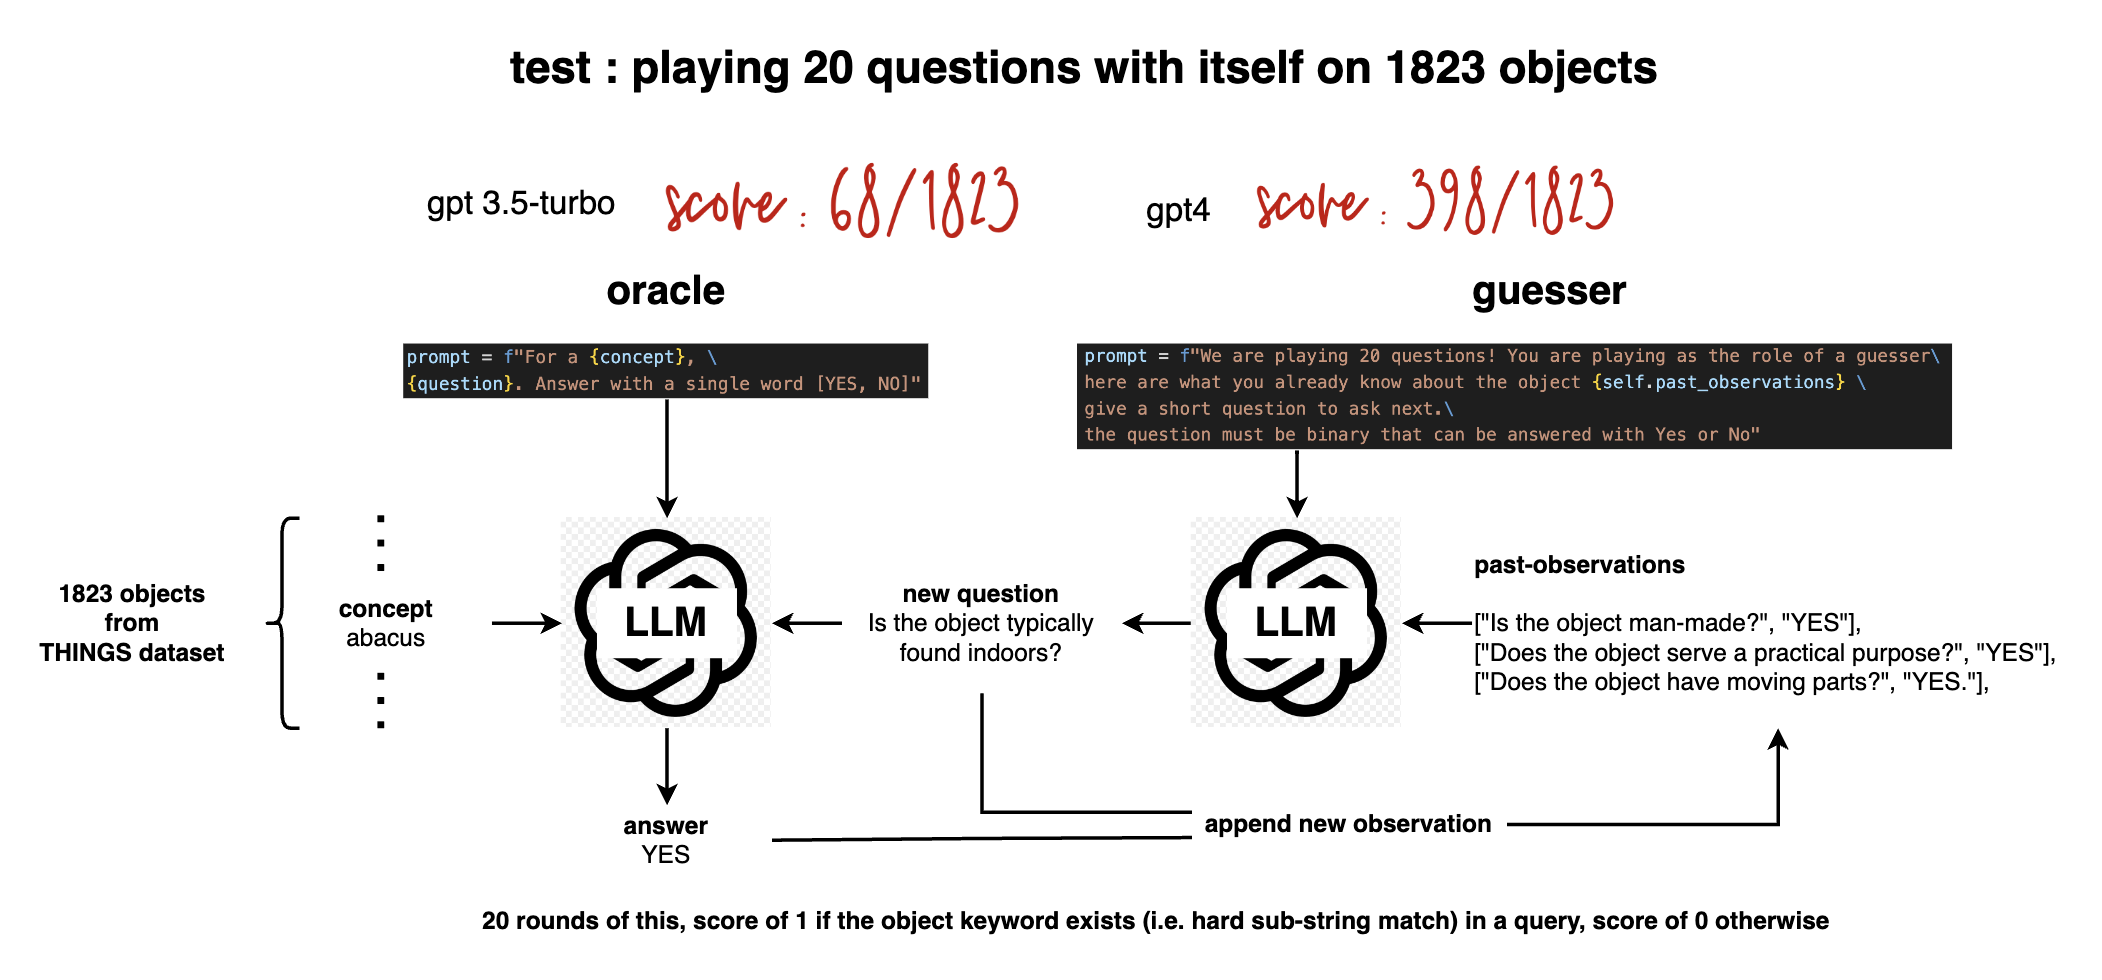 test : playing 20 questions with itself on 1823 objects
gpt 3.5-turbo score : 68/1823
gpt4 score : 398/1823
oracle
guesser
prompt = f"For a {concept}, \
{question}. Answer with a single word [YES, NO]"
prompt = f"We are playing 20 questions! You are playing as the role of a guesser\
here are what you already know about the object {self.past_observations} \
give a short question to ask next.\
the question must be binary that can be answered with Yes or No"
1823 objects
from
THINGS dataset
concept
abacus
LLM
new question
Is the object typically
found indoors?
LLM
past-observations
["Is the object man-made?", "YES"],
["Does the object serve a practical purpose?", "YES"],
["Does the object have moving parts?", "YES."],
answer
YES
append new observation
20 rounds of this, score of 1 if the object keyword exists (i.e. hard sub-string match) in a query, score of 0 otherwise